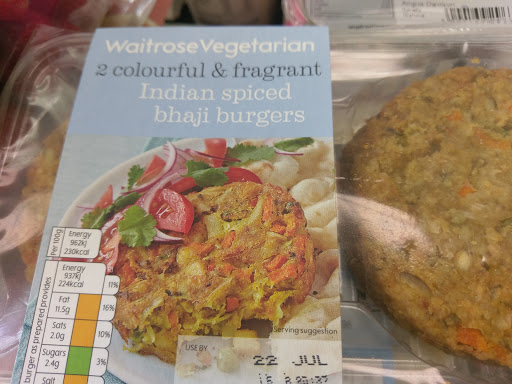 Waitrose Vegetarian
2 colourful & fragrant
Indian spiced
bhaji burgers
Per 100g
Energy
962kJ
230kcal
burger as prepared provides
Energy
937kJ
224kcal
11%
Fat
11.5g
16%
Sats
2.0g
10%
Sugars
2.4g
3%
Salt
Serving suggestion
USE BY
22 JUL